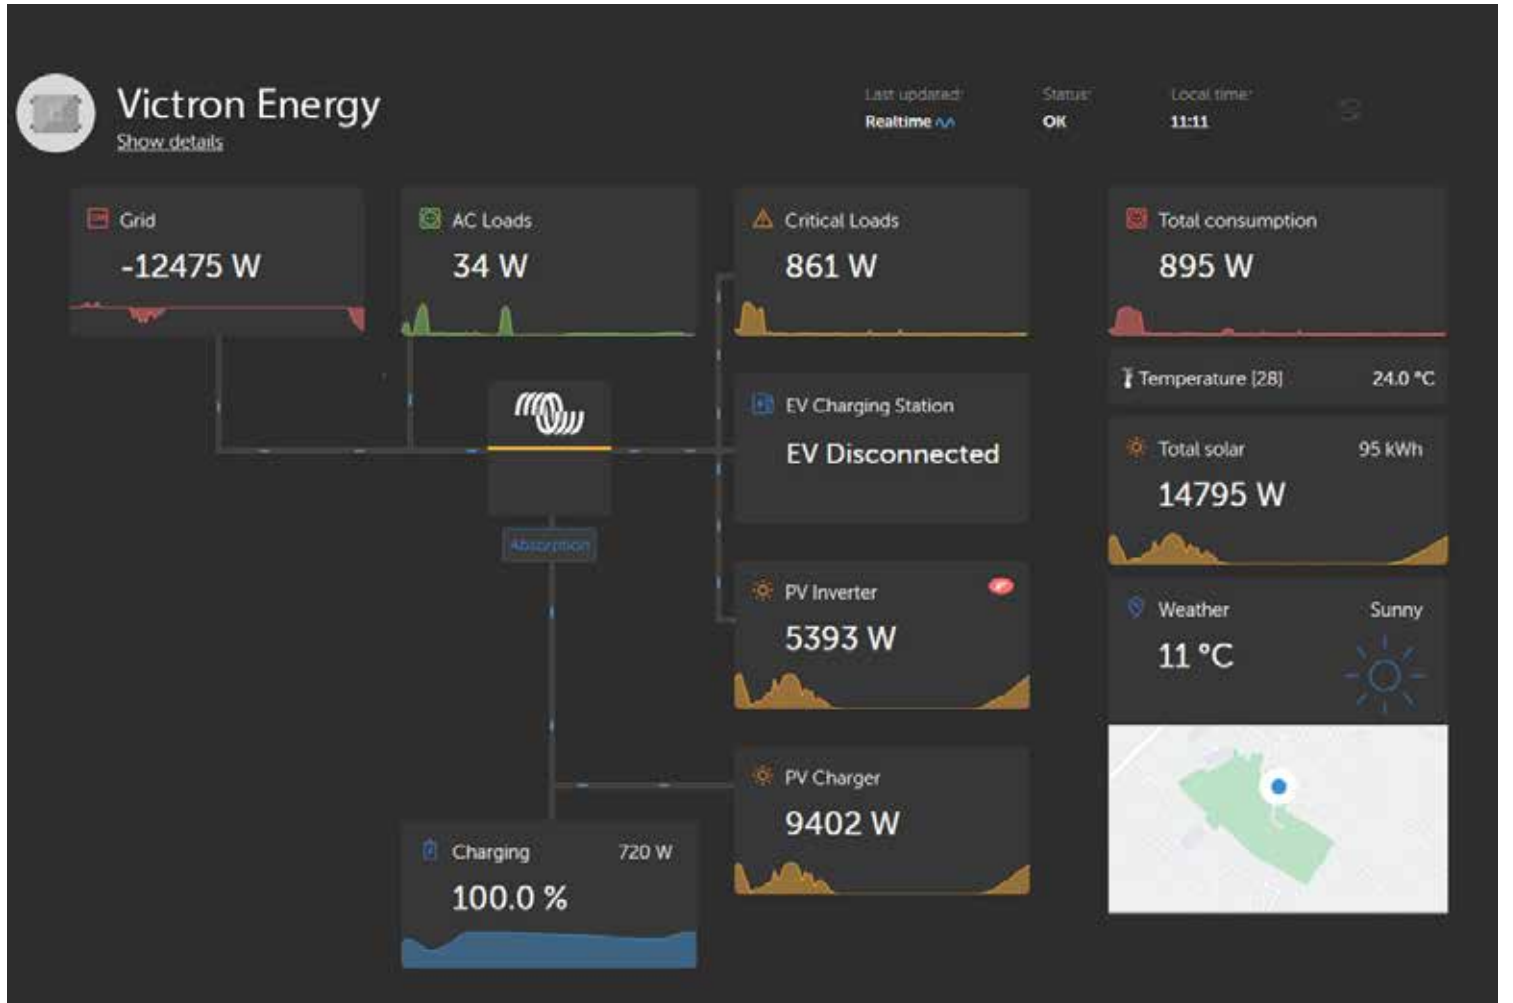 Victron Energy
Show details
Last updated:
Realtime
Status:
OK
Local time:
11:11
Grid
-12475 W
AC Loads
34 W
Critical Loads
861 W
Total consumption
895 W
Temperature [28] 24.0 °C
EV Charging Station
EV Disconnected
Total solar 95 kWh
14795 W
Absorption
PV Inverter
5393 W
Weather Sunny
11 °C
PV Charger
9402 W
Charging 720 W
100.0 %